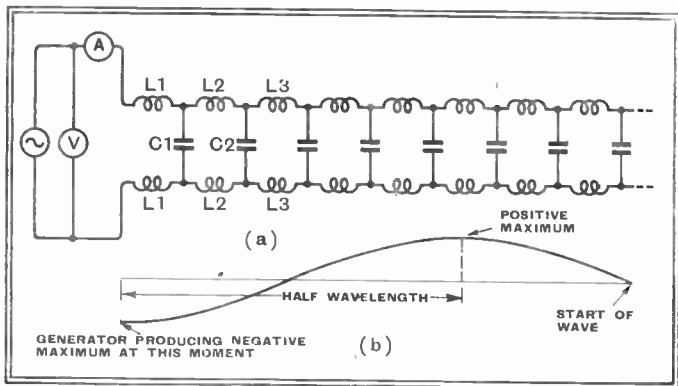 A
L1 L2 L3
V
C1 C2
L1 L2 L3
(a)
POSITIVE
MAXIMUM
HALF WAVELENGTH
START OF
WAVE
GENERATOR PRODUCING NEGATIVE
MAXIMUM AT THIS MOMENT
(b)